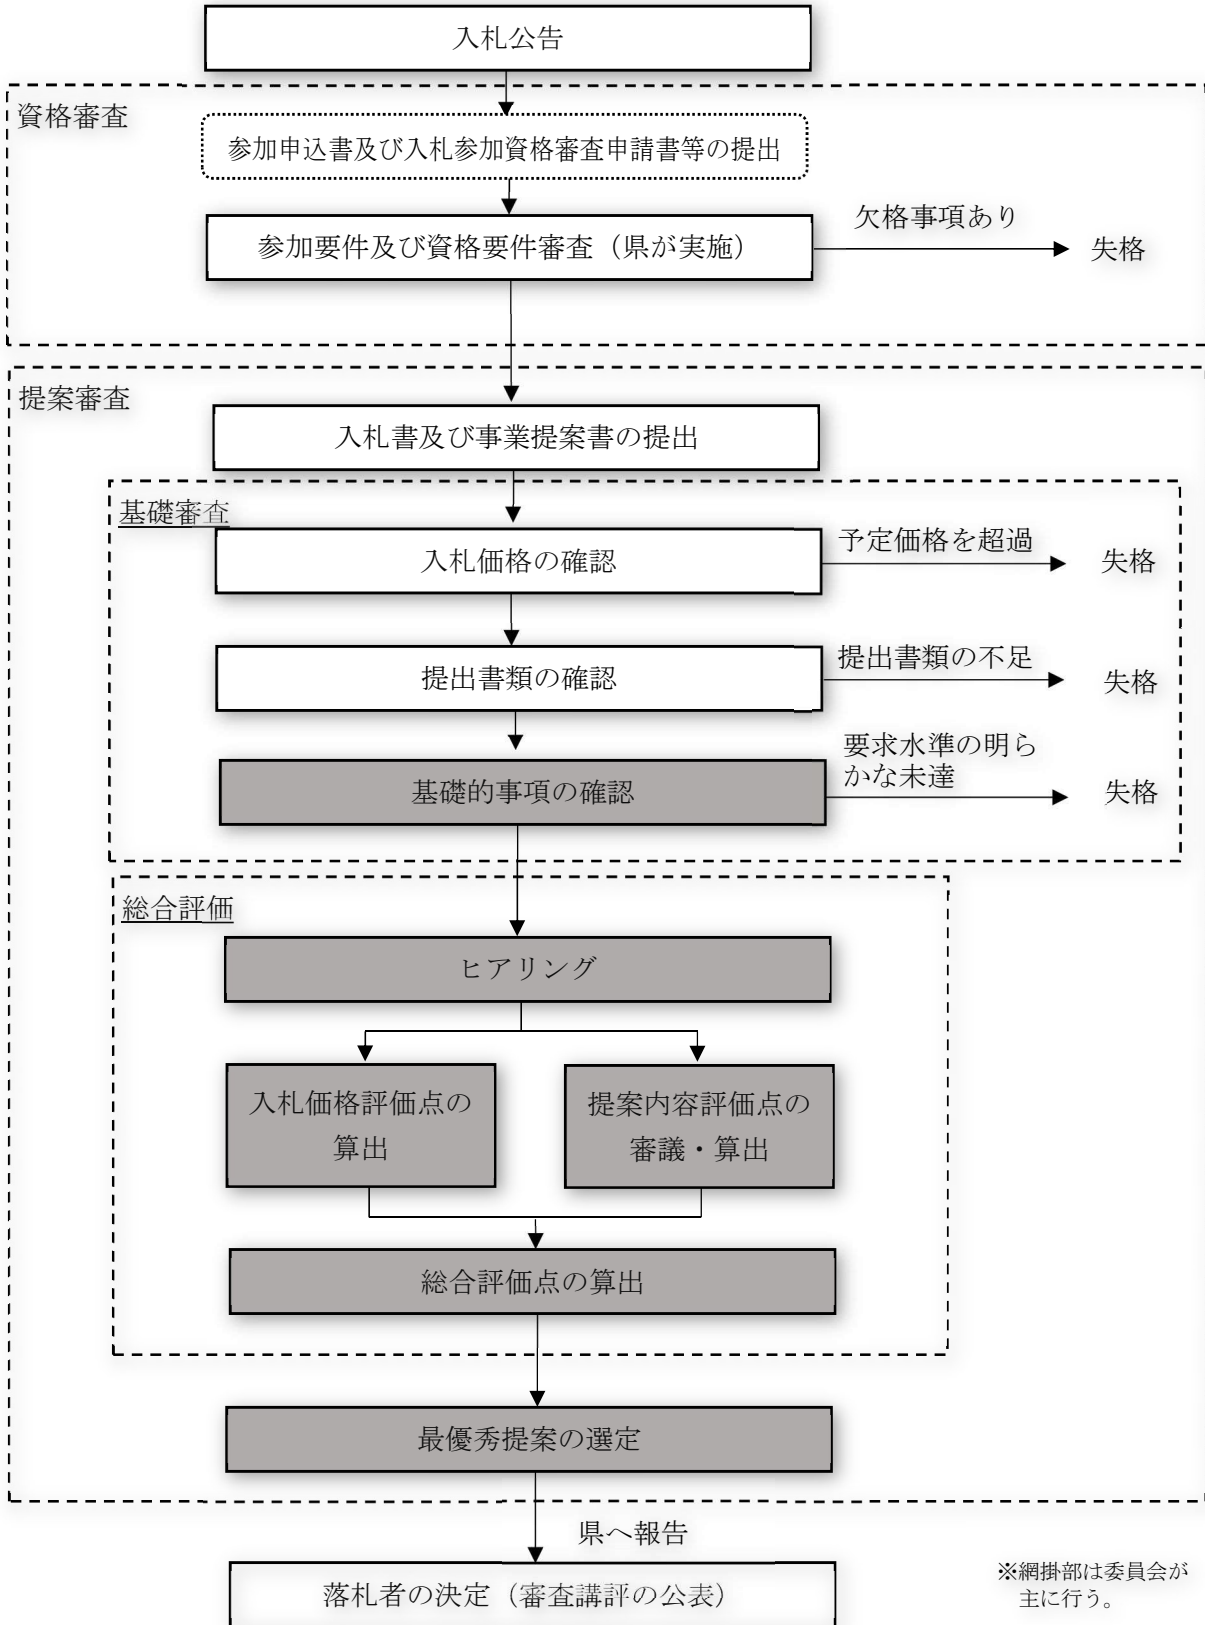 入札公告
資格審査
参加申込書及び入札参加資格審査申請書等の提出
参加要件及び資格要件審査（県が実施）
欠格事項あり
失格
提案審査
入札書及び事業提案書の提出
基礎審査
入札価格の確認
予定価格を超過
失格
提出書類の確認
提出書類の不足
失格
基礎的事項の確認
要求水準の明ら
かな未達
失格
総合評価
ヒアリング
入札価格評価点の
算出
提案内容評価点の
審議・算出
総合評価点の算出
最優秀提案の選定
県へ報告
落札者の決定（審査講評の公表）
※網掛部は委員会が
主に行う。